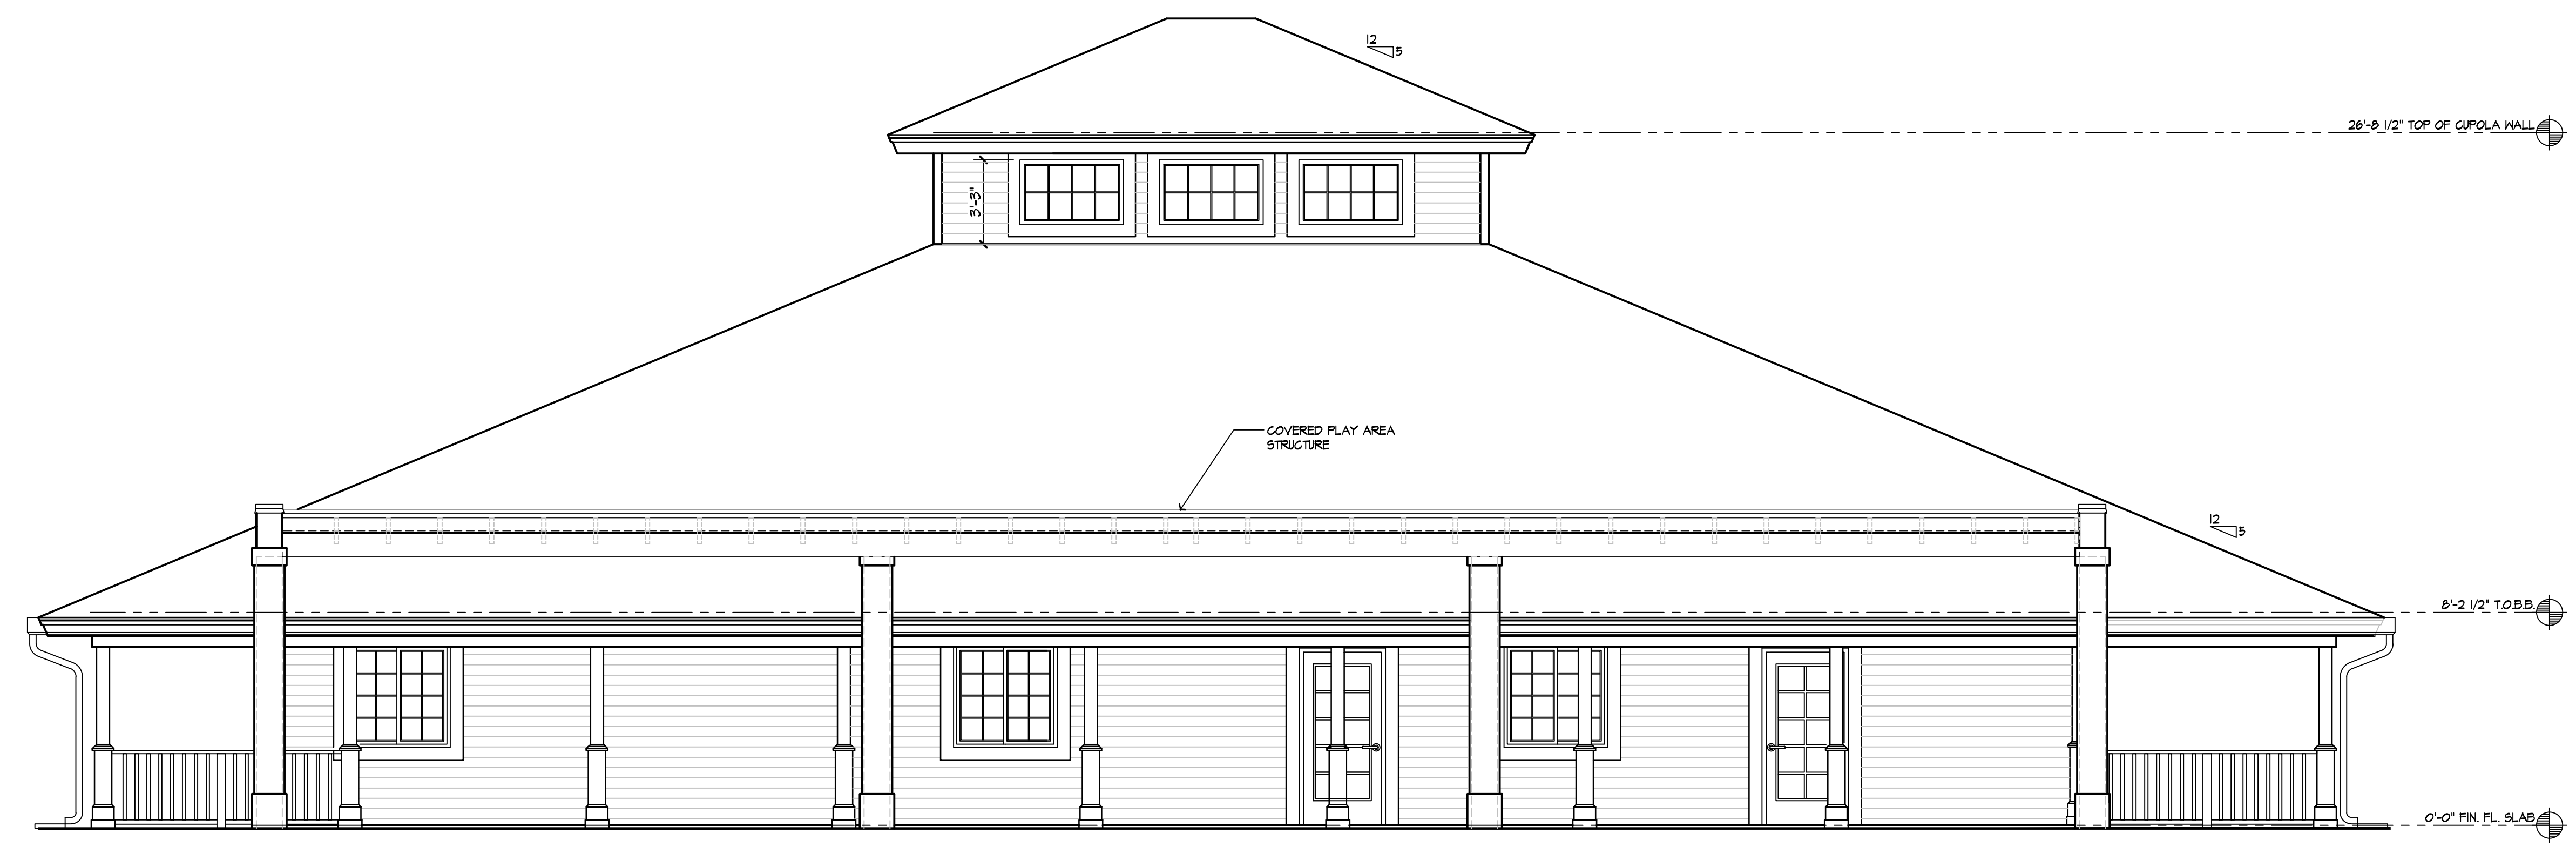 12
5
26'-8 1/2" TOP OF CUPOLA WALL
3'-3"
COVERED PLAY AREA
STRUCTURE
12
5
8'-2 1/2" T.O.B.B.
0'-0" FIN. FL. SLAB